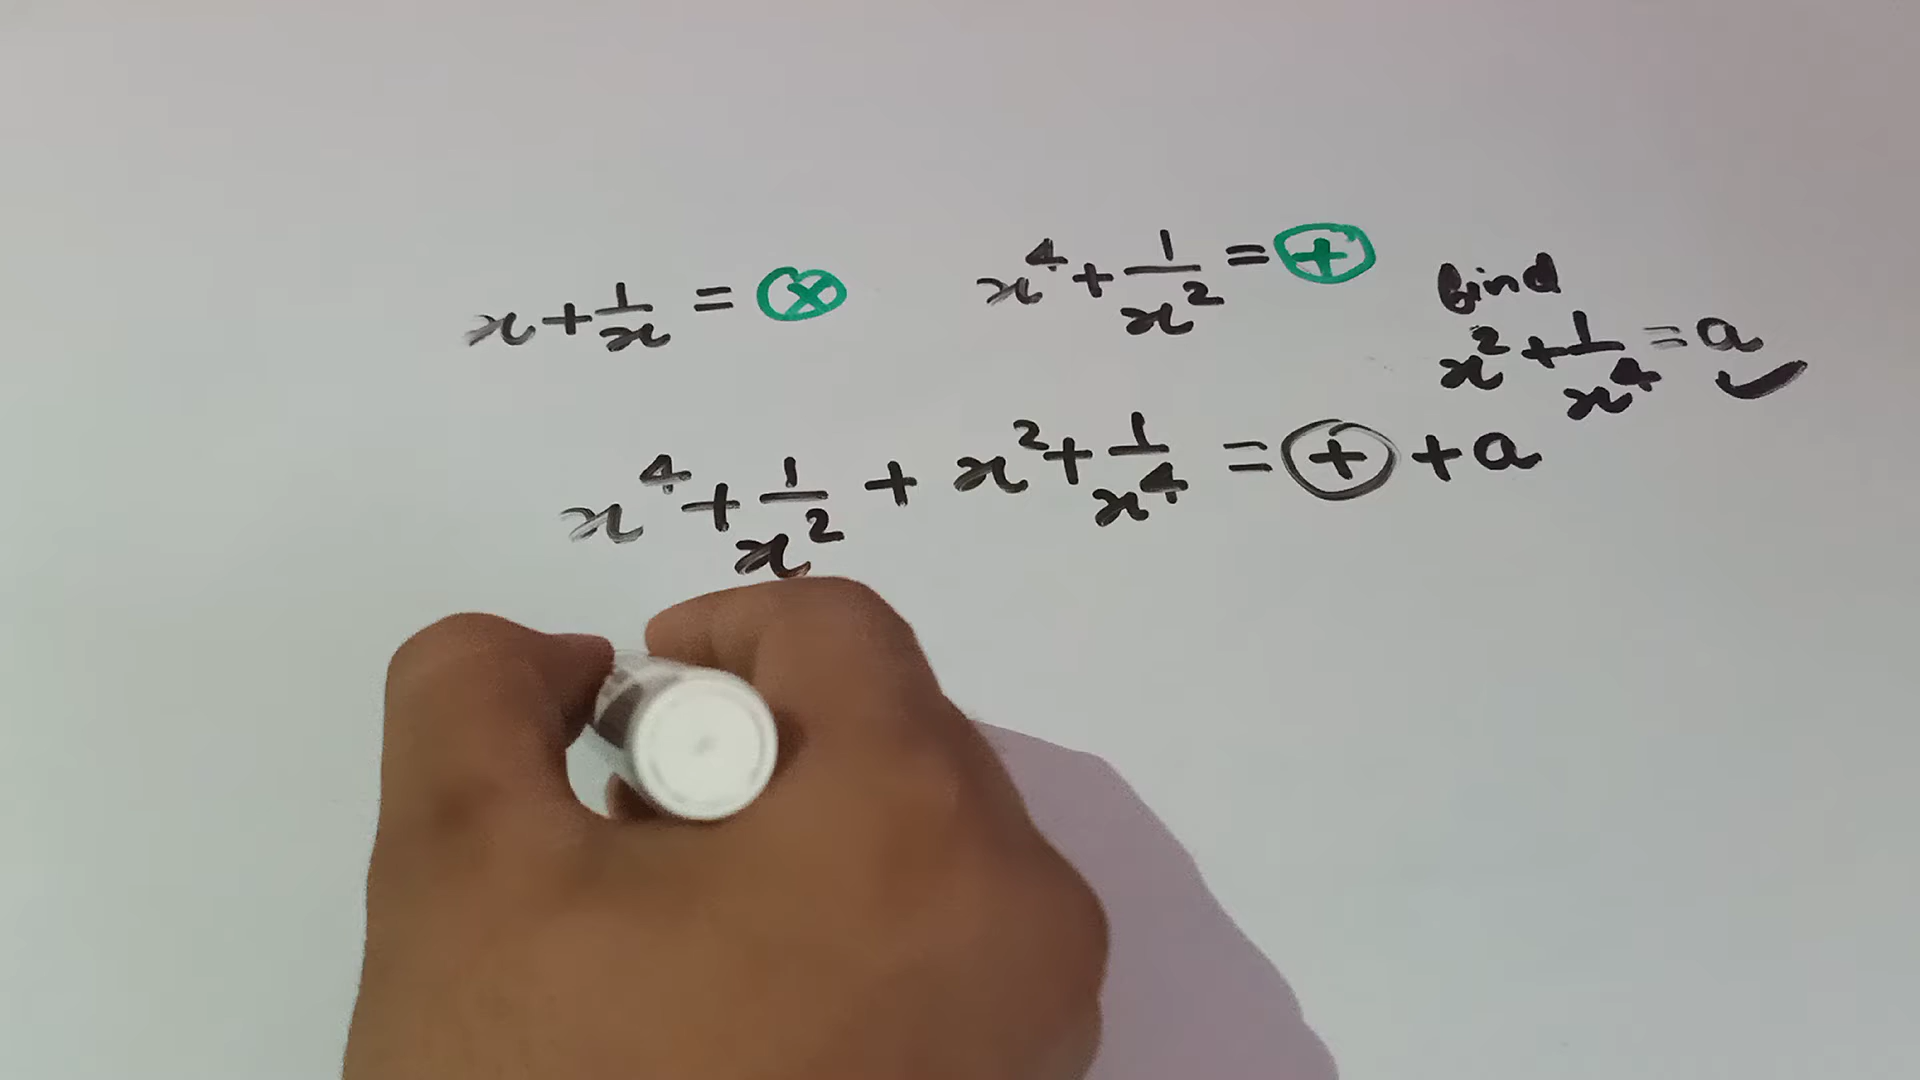 x + 1/x = ⊗
x⁴ + 1/x² = ⊕
find
x² + 1/x⁴ = a
x⁴ + 1/x² + x² + 1/x⁴ = ⊕ + a